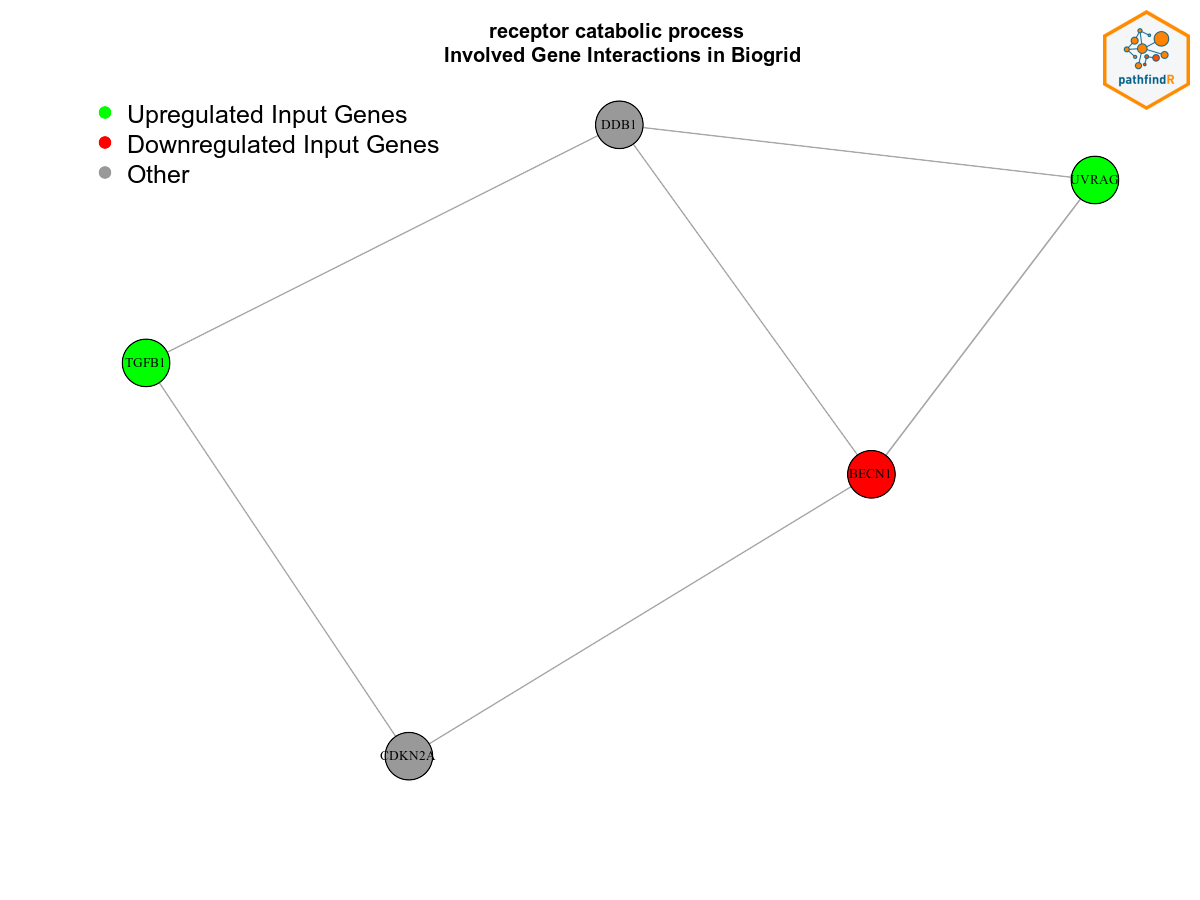 receptor catabolic process
Involved Gene Interactions in Biogrid
pathfindR
Upregulated Input Genes
Downregulated Input Genes
Other
DDB1
UVRAG
TGFB1
BECN1
CDKN2A